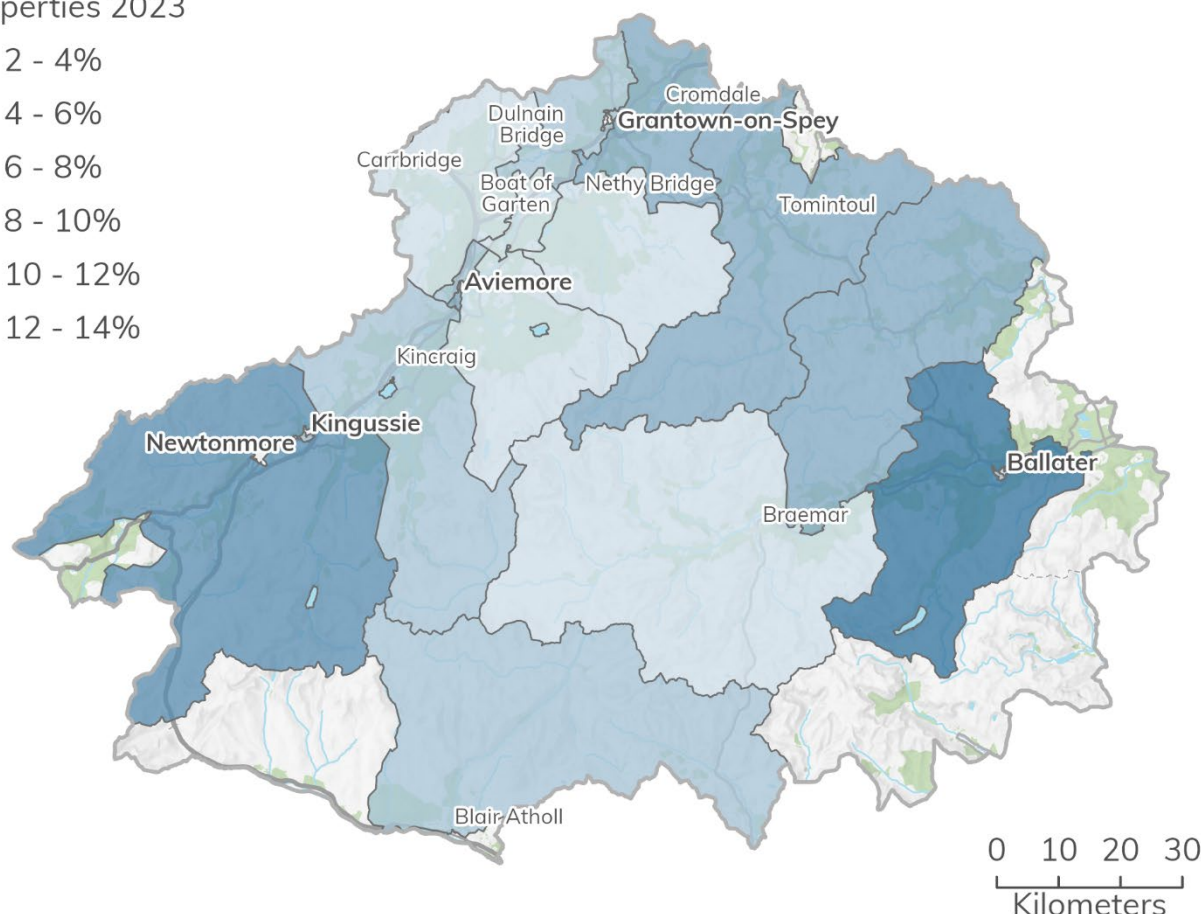 perties 2023
2 - 4%
4 - 6%
6 - 8%
8 - 10%
10 - 12%
12 - 14%
Cromdale
Dulnain
Bridge
Grantown-on-Spey
Carrbridge
Boat of
Garten
Nethy Bridge
Tomintoul
Aviemore
Kincraig
Kingussie
Newtonmore
Ballater
Braemar
Blair Atholl
0 10 20 30
Kilometers